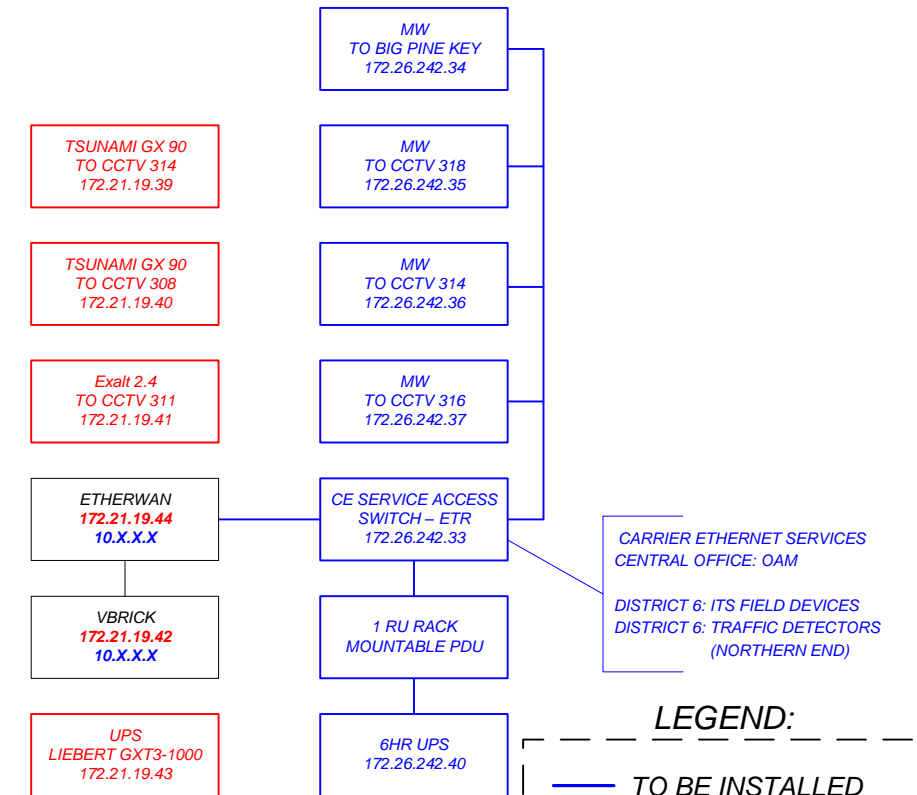 MW
TO BIG PINE KEY
172.26.242.34
TSUNAMI GX 90
TO CCTV 314
172.21.19.39
MW
TO CCTV 318
172.26.242.35
TSUNAMI GX 90
TO CCTV 308
172.21.19.40
MW
TO CCTV 314
172.26.242.36
Exalt 2.4
TO CCTV 311
172.21.19.41
MW
TO CCTV 316
172.26.242.37
ETHERWAN
172.21.19.44
10.X.X.X
CE SERVICE ACCESS
SWITCH – ETR
172.26.242.33
CARRIER ETHERNET SERVICES
CENTRAL OFFICE: OAM
DISTRICT 6: ITS FIELD DEVICES
DISTRICT 6: TRAFFIC DETECTORS
(NORTHERN END)
VBRICK
172.21.19.42
10.X.X.X
1 RU RACK
MOUNTABLE PDU
UPS
LIEBERT GXT3-1000
172.21.19.43
6HR UPS
172.26.242.40
LEGEND:
TO BE INSTALLED